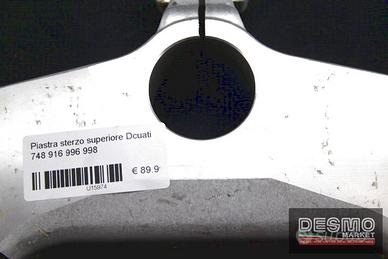 Piastra sterzo superiore Dcuati
748 916 996 998
€ 89.9
U15974
DESMO
MARKET